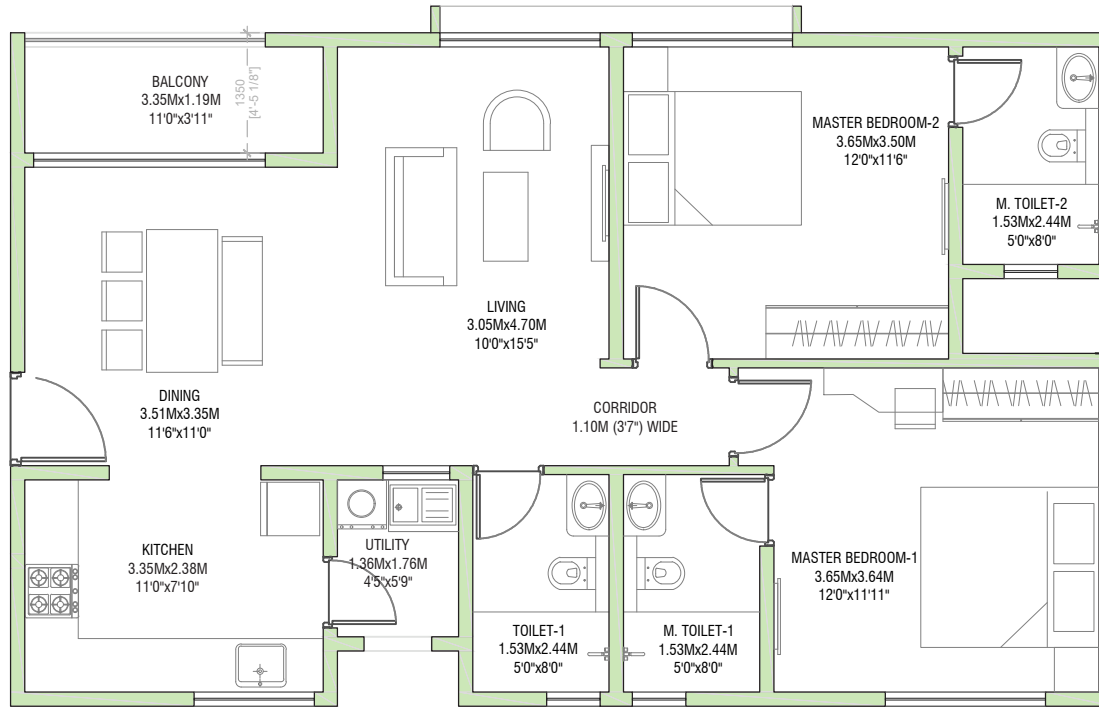 BALCONY
3.35Mx1.19M
11'0"x3'11"
1350
[4'-5 1/8"]
MASTER BEDROOM-2
3.65Mx3.50M
12'0"x11'6"
M. TOILET-2
1.53Mx2.44M
5'0"x8'0"
LIVING
3.05Mx4.70M
10'0"x15'5"
DINING
3.51Mx3.35M
11'6"x11'0"
CORRIDOR
1.10M (3'7") WIDE
KITCHEN
3.35Mx2.38M
11'0"x7'10"
UTILITY
1.36Mx1.76M
4'5"x5'9"
MASTER BEDROOM-1
3.65Mx3.64M
12'0"x11'11"
TOILET-1
1.53Mx2.44M
5'0"x8'0"
M. TOILET-1
1.53Mx2.44M
5'0"x8'0"